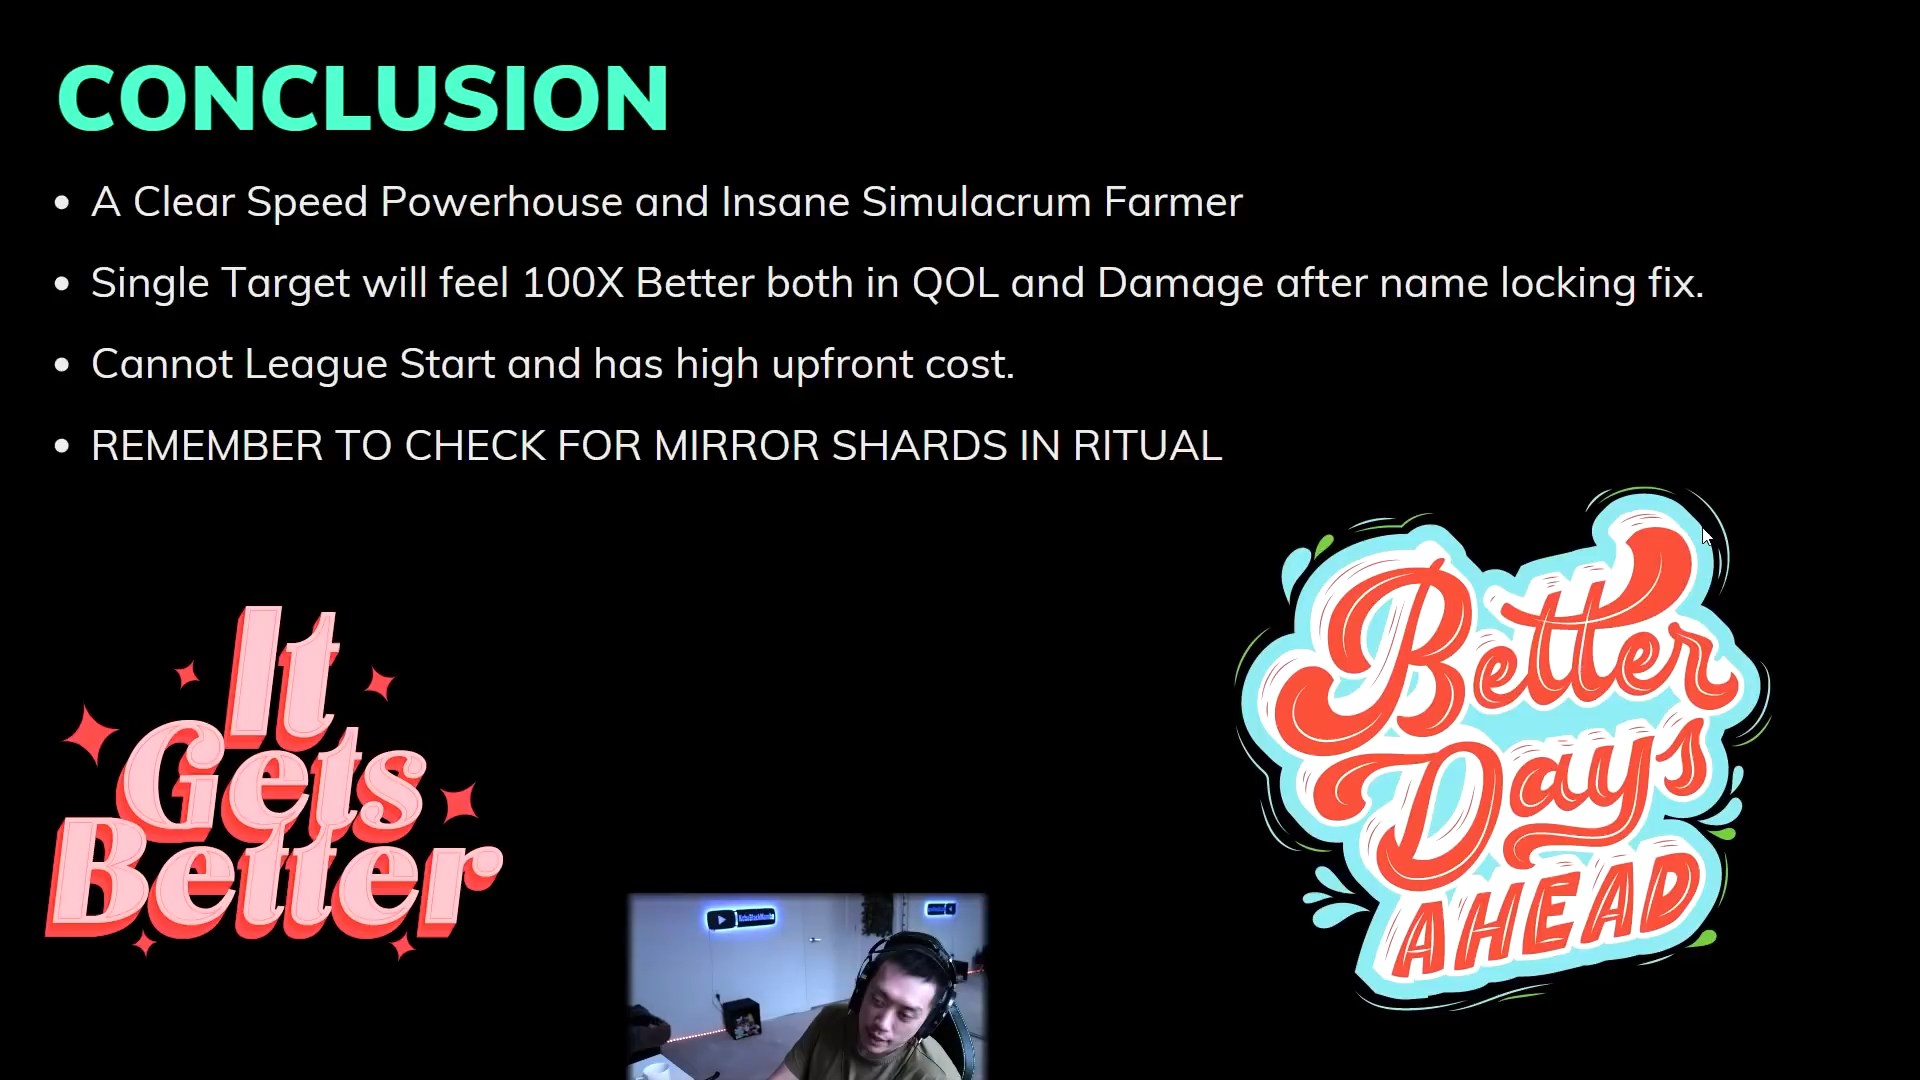 CONCLUSION
• A Clear Speed Powerhouse and Insane Simulacrum Farmer
• Single Target will feel 100X Better both in QOL and Damage after name locking fix.
• Cannot League Start and has high upfront cost.
• REMEMBER TO CHECK FOR MIRROR SHARDS IN RITUAL
It
Gets
Better
Better
Days
AHEAD